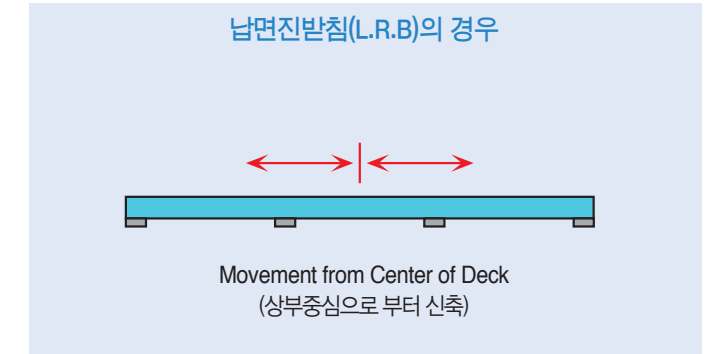 납면진받침(L.R.B)의 경우
Movement from Center of Deck
(상부중심으로 부터 신축)